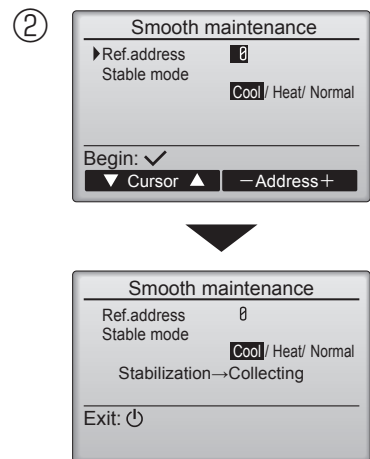 ②
Smooth maintenance
▶Ref.address 0
Stable mode
Cool / Heat/ Normal
Begin: ✓
▼ Cursor ▲ －Address＋
Smooth maintenance
Ref.address 0
Stable mode
Cool / Heat/ Normal
Stabilization→Collecting
Exit: ⏻